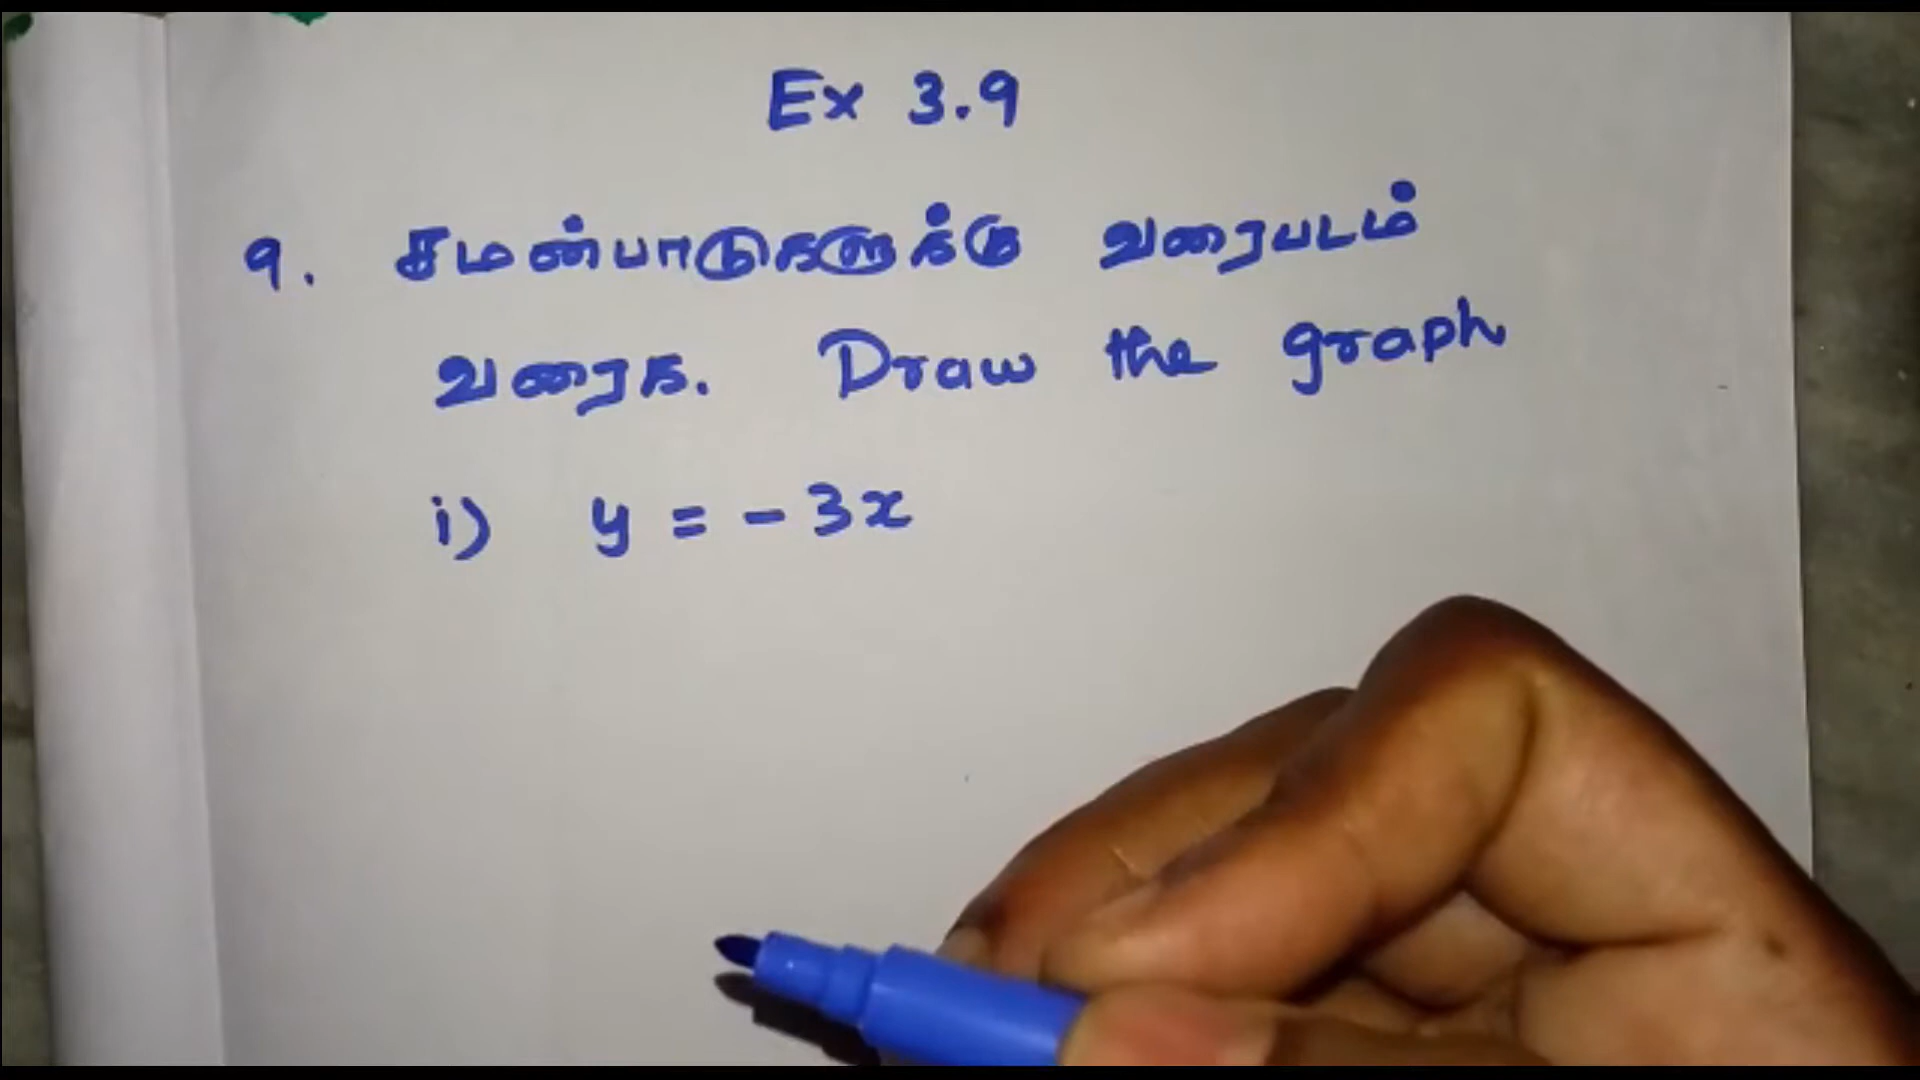 Ex 3.9
9. சமன்பாடுகளுக்கு வரைபடம்
வரைக. Draw the graph
i) y = - 3x